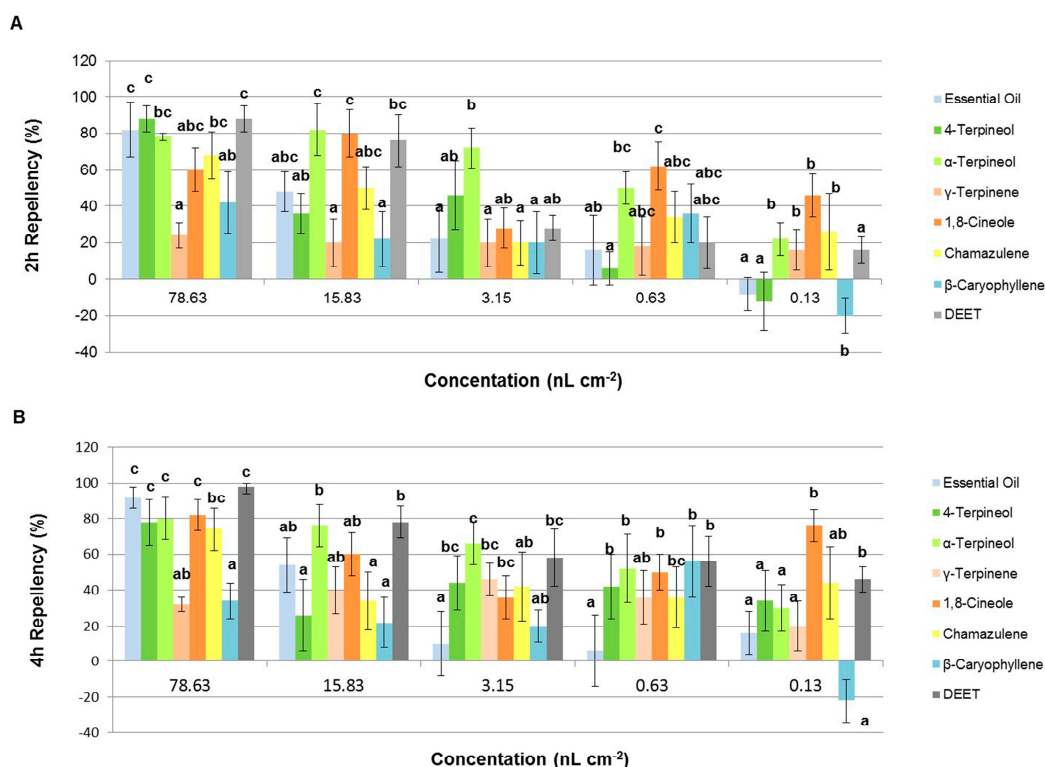 A
120
100
80
60
40
20
0
-20
-40
2h Repellency (%)
c c bc a abc bc ab c
abc ab c a c abc a bc
a ab b a ab a a ab
ab a bc abc c abc abc abc
a a b b b b b a
78.63 15.83 3.15 0.63 0.13
Concentation (nL cm-2)
Essential Oil
4-Terpineol
α-Terpineol
γ-Terpinene
1,8-Cineole
Chamazulene
β-Caryophyllene
DEET
B
120
100
80
60
40
20
0
-20
-40
4h Repellency (%)
c c c ab c bc a c
ab a b ab ab a a b
a bc c bc ab ab ab bc
a b b ab b bc b b
a a a a b ab a b
78.63 15.83 3.15 0.63 0.13
Concentation (nL cm-2)
Essential Oil
4-Terpineol
α-Terpineol
γ-Terpinene
1,8-Cineole
Chamazulene
β-Caryophyllene
DEET